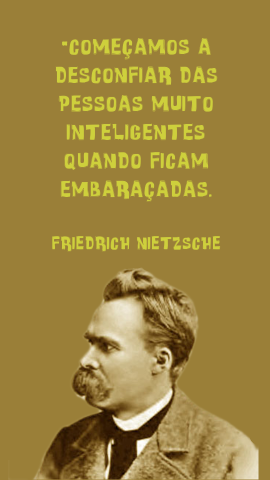 "COMEÇAMOS A
DESCONFIAR DAS
PESSOAS MUITO
INTELIGENTES
QUANDO FICAM
EMBARAÇADAS.
FRIEDRICH NIETZSCHE